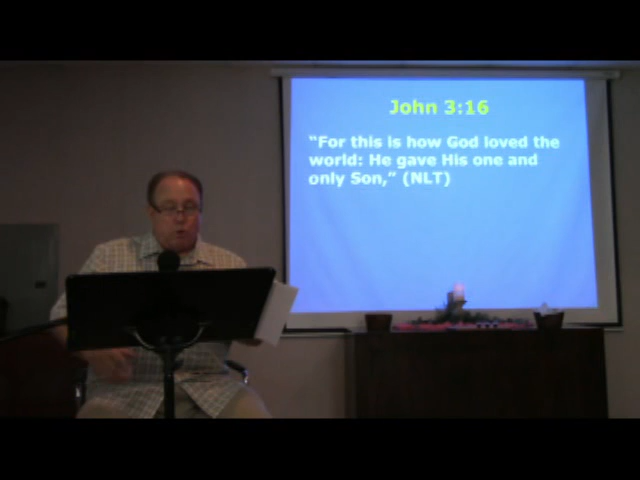 John 3:16
“For this is how God loved the
world: He gave His one and
only Son,” (NLT)